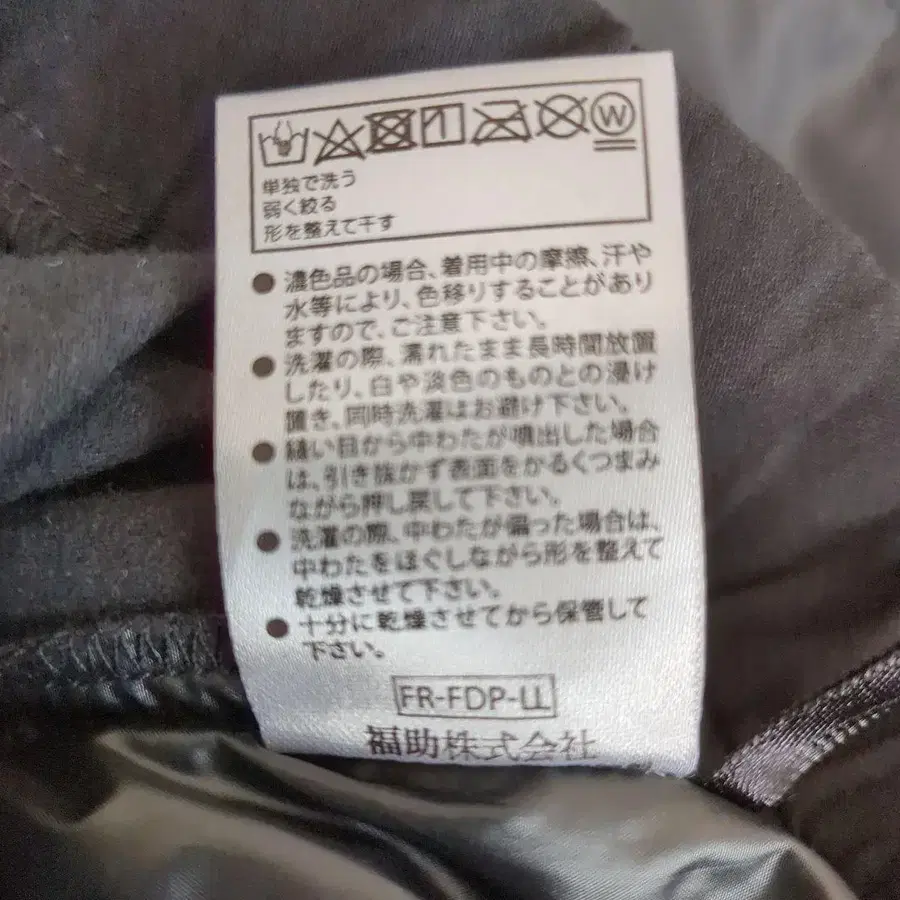 W
単独で洗う
弱く絞る
形を整えて干す
● 濃色品の場合、着用中の摩擦、汗や
水等により、色移りすることがあり
ますので、ご注意下さい。
● 洗濯の際、濡れたまま長時間放置
したり、白や淡色のものとの浸け
置き、同時洗濯はお避け下さい。
● 縫い目から中わたが噴出した場合
は、引き抜かず表面をかるくつまみ
ながら押し戻して下さい。
● 洗濯の際、中わたが偏った場合は、
中わたをほぐしながら形を整えて
乾燥させて下さい。
● 十分に乾燥させてから保管して
下さい。
FR-FDP-LL
福助株式会社